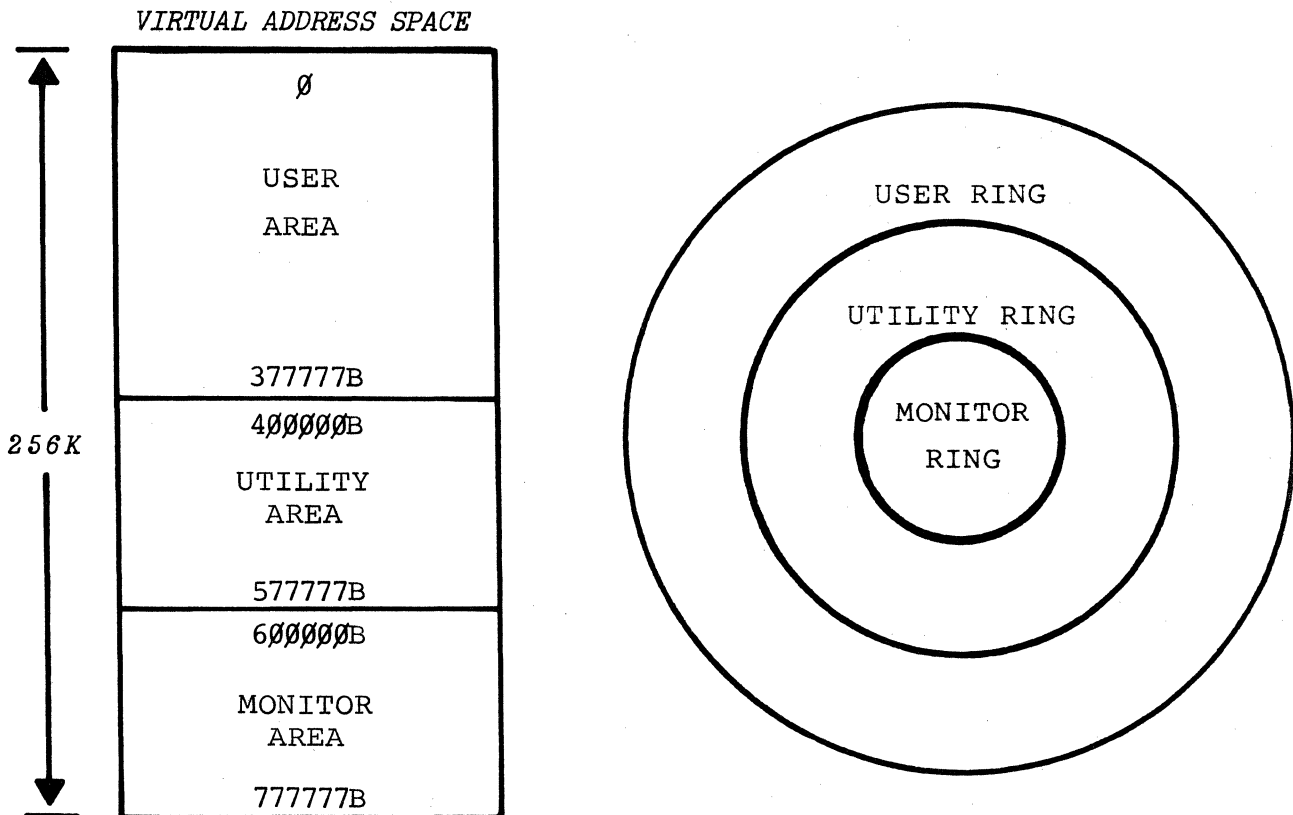 VIRTUAL ADDRESS SPACE
Ø
USER
AREA
377777B
4ØØØØØB
256K
UTILITY
AREA
577777B
6ØØØØØB
MONITOR
AREA
777777B
USER RING
UTILITY RING
MONITOR
RING